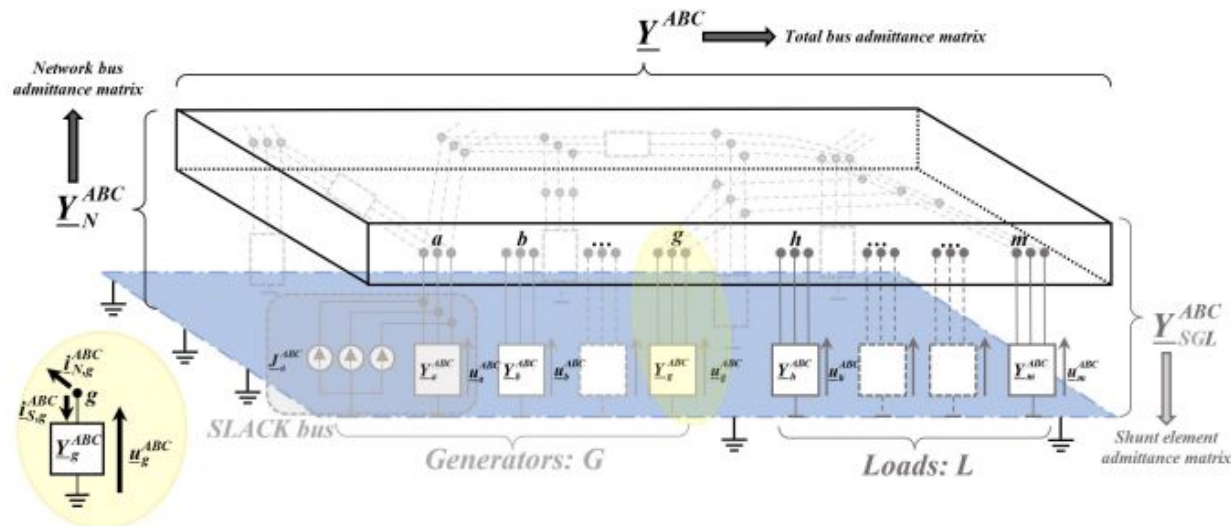 Y^ABC
Total bus admittance matrix
Network bus
admittance matrix
Y_N^ABC
a b ... g h ... ... m
Y_SGL^ABC
i_N,g^ABC
g
i_S,g^ABC
Y_g^ABC u_g^ABC
J_a^ABC Y_a^ABC u_a^ABC Y_b^ABC u_b^ABC Y_g^ABC u_g^ABC Y_h^ABC u_h^ABC Y_m^ABC u_m^ABC
SLACK bus
Generators: G
Loads: L
Shunt element
admittance matrix